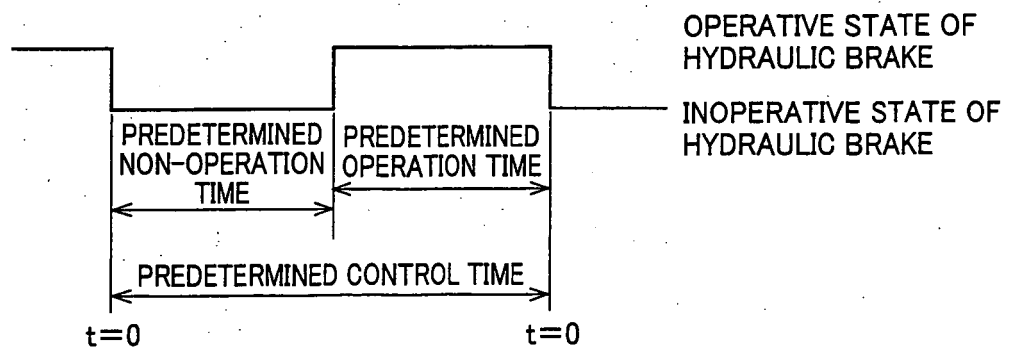 OPERATIVE STATE OF
HYDRAULIC BRAKE
INOPERATIVE STATE OF
HYDRAULIC BRAKE
PREDETERMINED
NON-OPERATION
TIME
PREDETERMINED
OPERATION TIME
PREDETERMINED CONTROL TIME
t=0
t=0